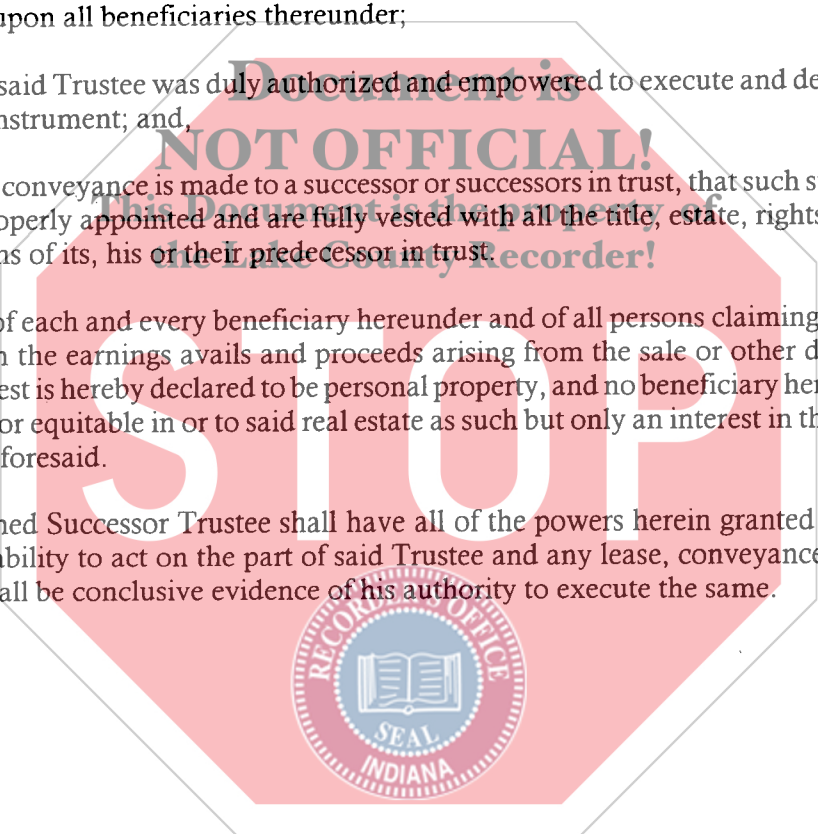 upon all beneficiaries thereunder;
Document is
said Trustee was duly authorized and empowered to execute and de
nstrument; and,
NOT OFFICIAL!
conveyance is made to a successor or successors in trust, that such s
This Document is the property of
operly appointed and are fully vested with all the title, estate, rights
ns of its, his or their predecessor in trust.
the Lake County Recorder!
of each and every beneficiary hereunder and of all persons claiming
n the earnings avails and proceeds arising from the sale or other d
est is hereby declared to be personal property, and no beneficiary her
or equitable in or to said real estate as such but only an interest in th
foresaid.
STOP
ned Successor Trustee shall have all of the powers herein granted
ability to act on the part of said Trustee and any lease, conveyance
all be conclusive evidence of his authority to execute the same.
RECORDER'S OFFICE
SEAL
INDIANA